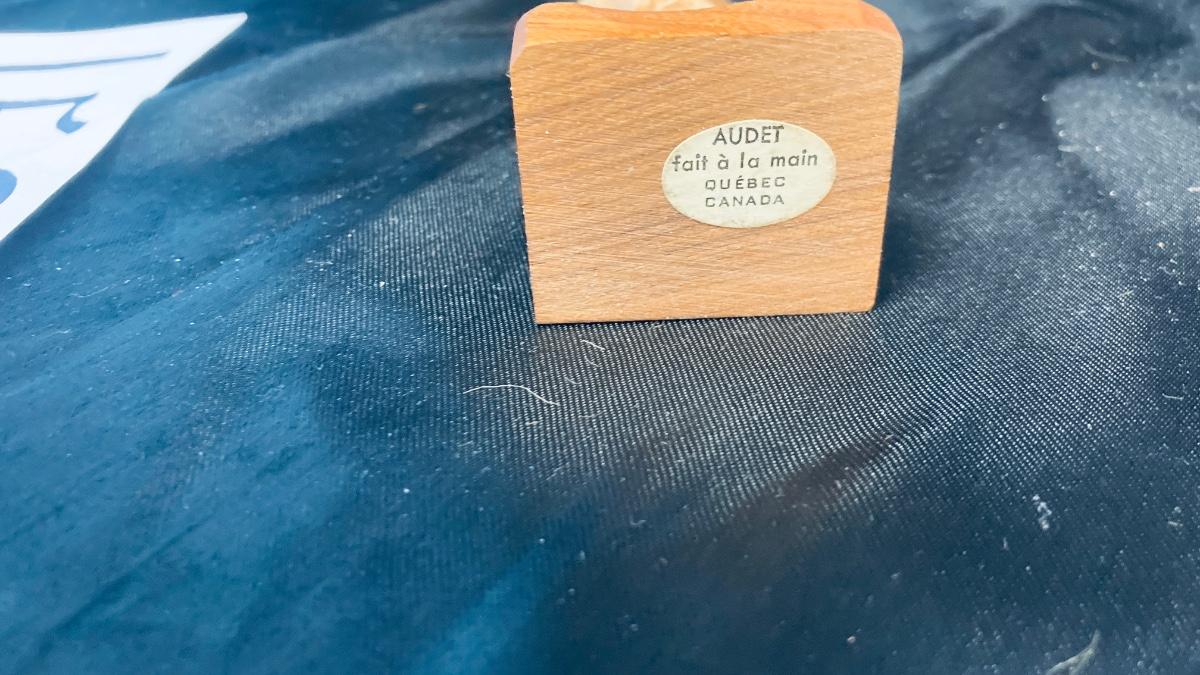 AUDET
fait à la main
QUÉBEC
CANADA